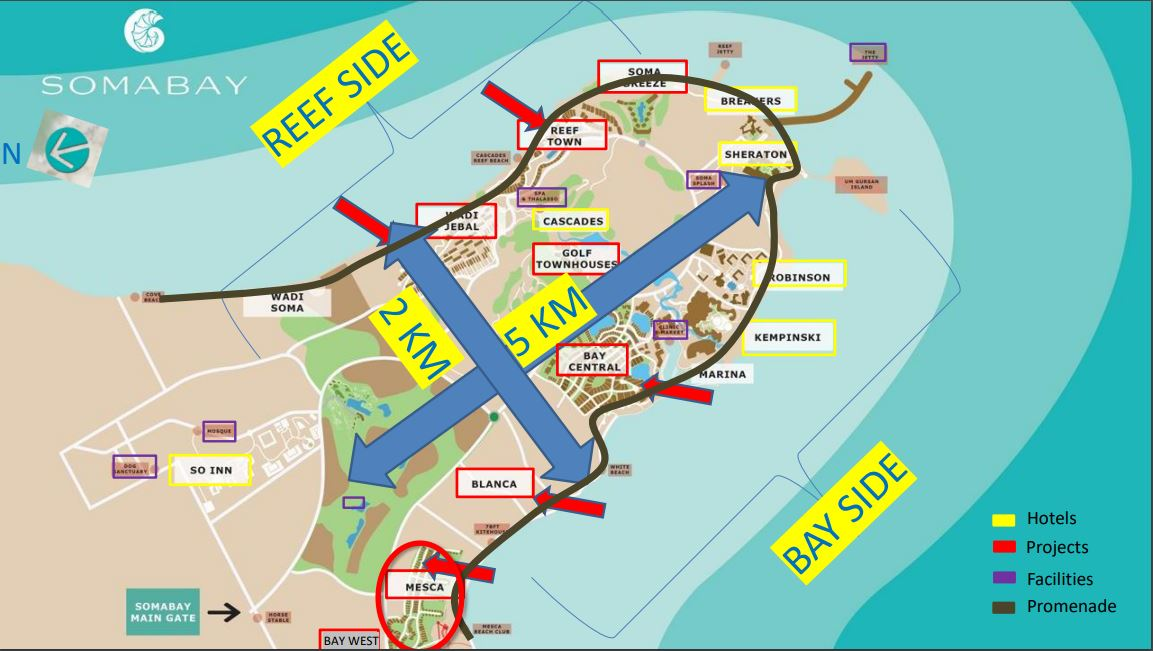 SOMABAY
N
REEF SIDE
REEF
JETTY
THE
JETTY
SOMA
BREEZE
BREAKERS
REEF
TOWN
CASCADES
REEF BEACH
SHERATON
SOMA
SPLASH
UM GURSAN
ISLAND
SPA
& THALASSO
WADI
JEBAL
CASCADES
GOLF
TOWNHOUSES
ROBINSON
COVE
BEACH
WADI
SOMA
2 KM
5 KM
CLINIC
MARKET
KEMPINSKI
BAY
CENTRAL
MARINA
MOSQUE
DOG
SANCTUARY
SO INN
WHITE
BEACH
BLANCA
BAY SIDE
7BFT
KITEHOUSE
MESCA
SOMABAY
MAIN GATE
HORSE
STABLE
MESCA
BEACH CLUB
BAY WEST
Hotels
Projects
Facilities
Promenade